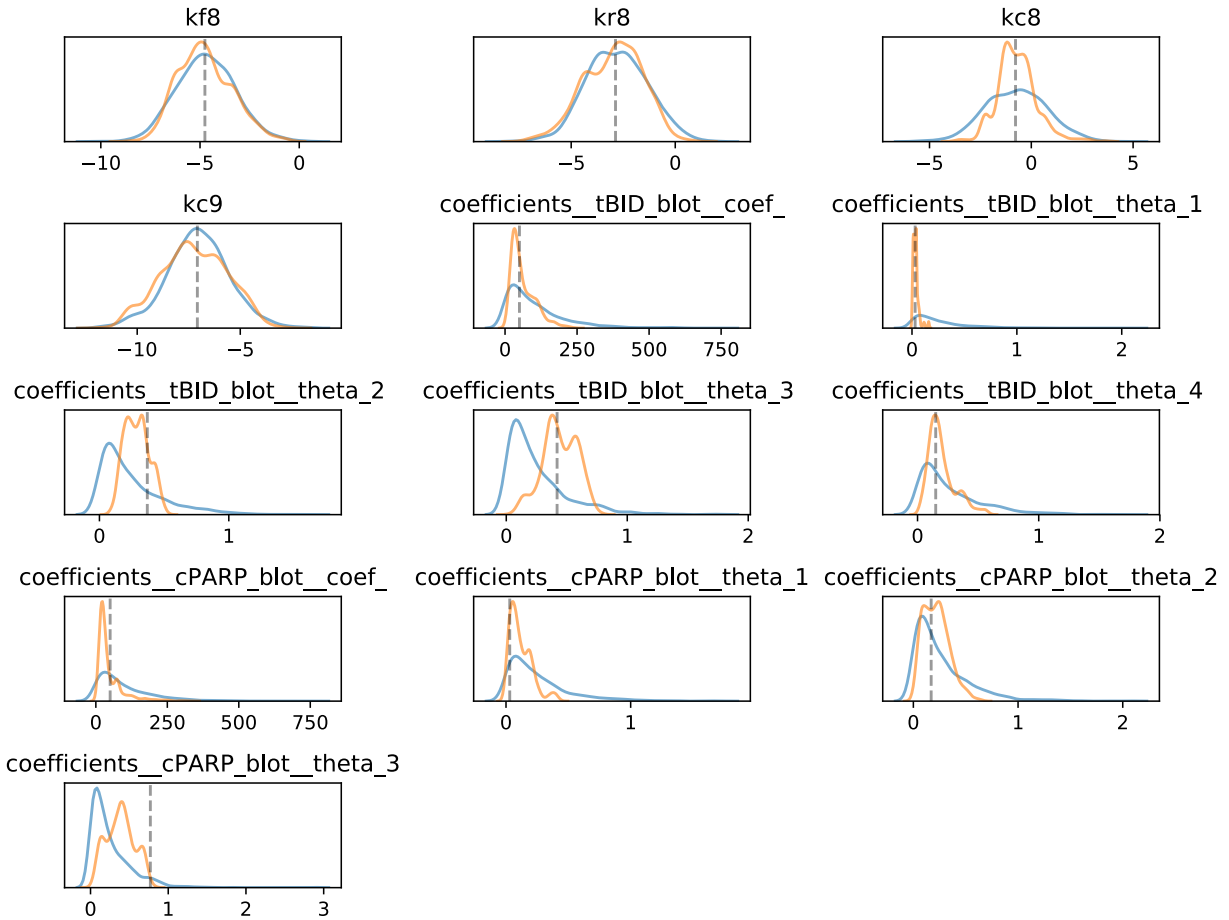 kf8 kr8 kc8
−10 −5 0 −5 0 −5 0 5
kc9 coefficients__tBID_blot__coef_ coefficients__tBID_blot__theta_1
−10 −5 0 250 500 750 0 1 2
coefficients__tBID_blot__theta_2 coefficients__tBID_blot__theta_3 coefficients__tBID_blot__theta_4
0 1 0 1 2 0 1 2
coefficients__cPARP_blot__coef_ coefficients__cPARP_blot__theta_1 coefficients__cPARP_blot__theta_2
0 250 500 750 0 1 0 1 2
coefficients__cPARP_blot__theta_3
0 1 2 3